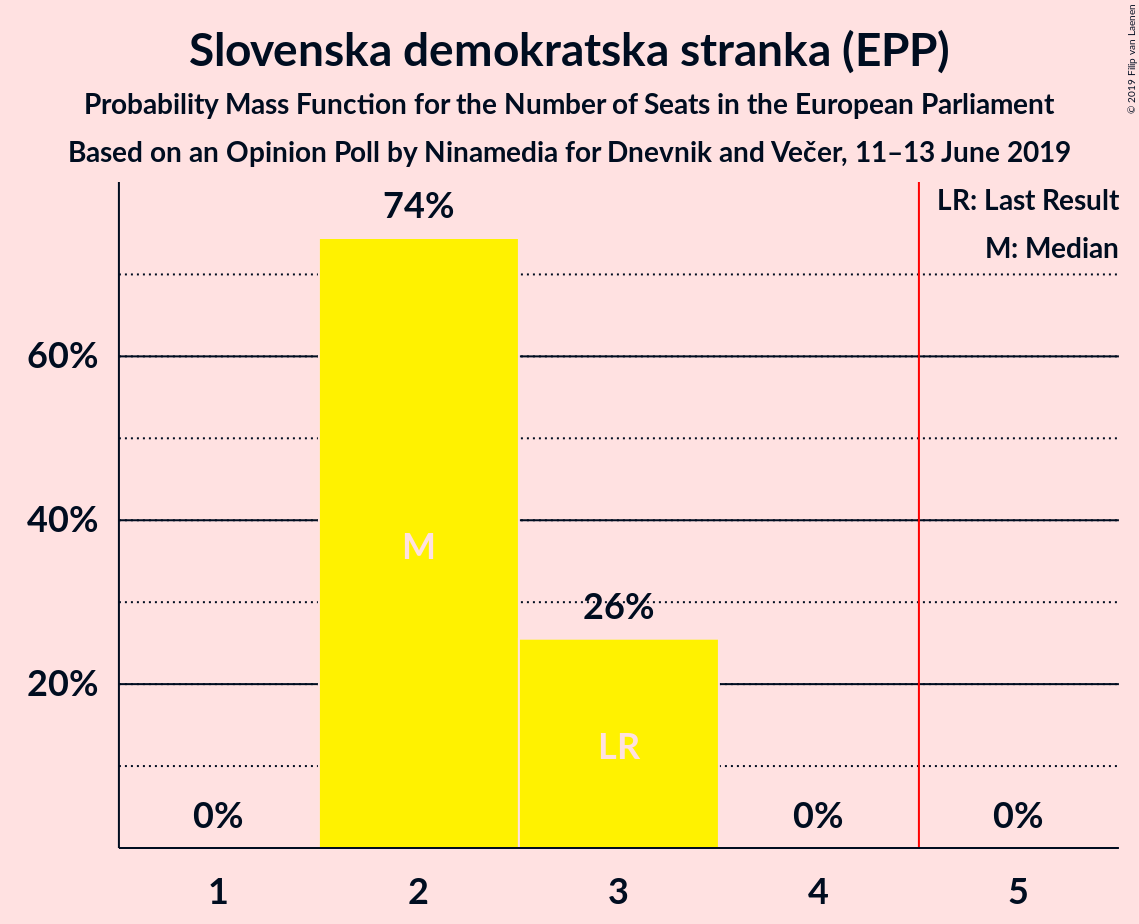 Slovenska demokratska stranka (EPP)
Probability Mass Function for the Number of Seats in the European Parliament
Based on an Opinion Poll by Ninamedia for Dnevnik and Večer, 11–13 June 2019
© 2019 Filip van Laenen
LR: Last Result
M: Median
74%
60%
40%
M
26%
20%
LR
0%
0%
0%
1
2
3
4
5